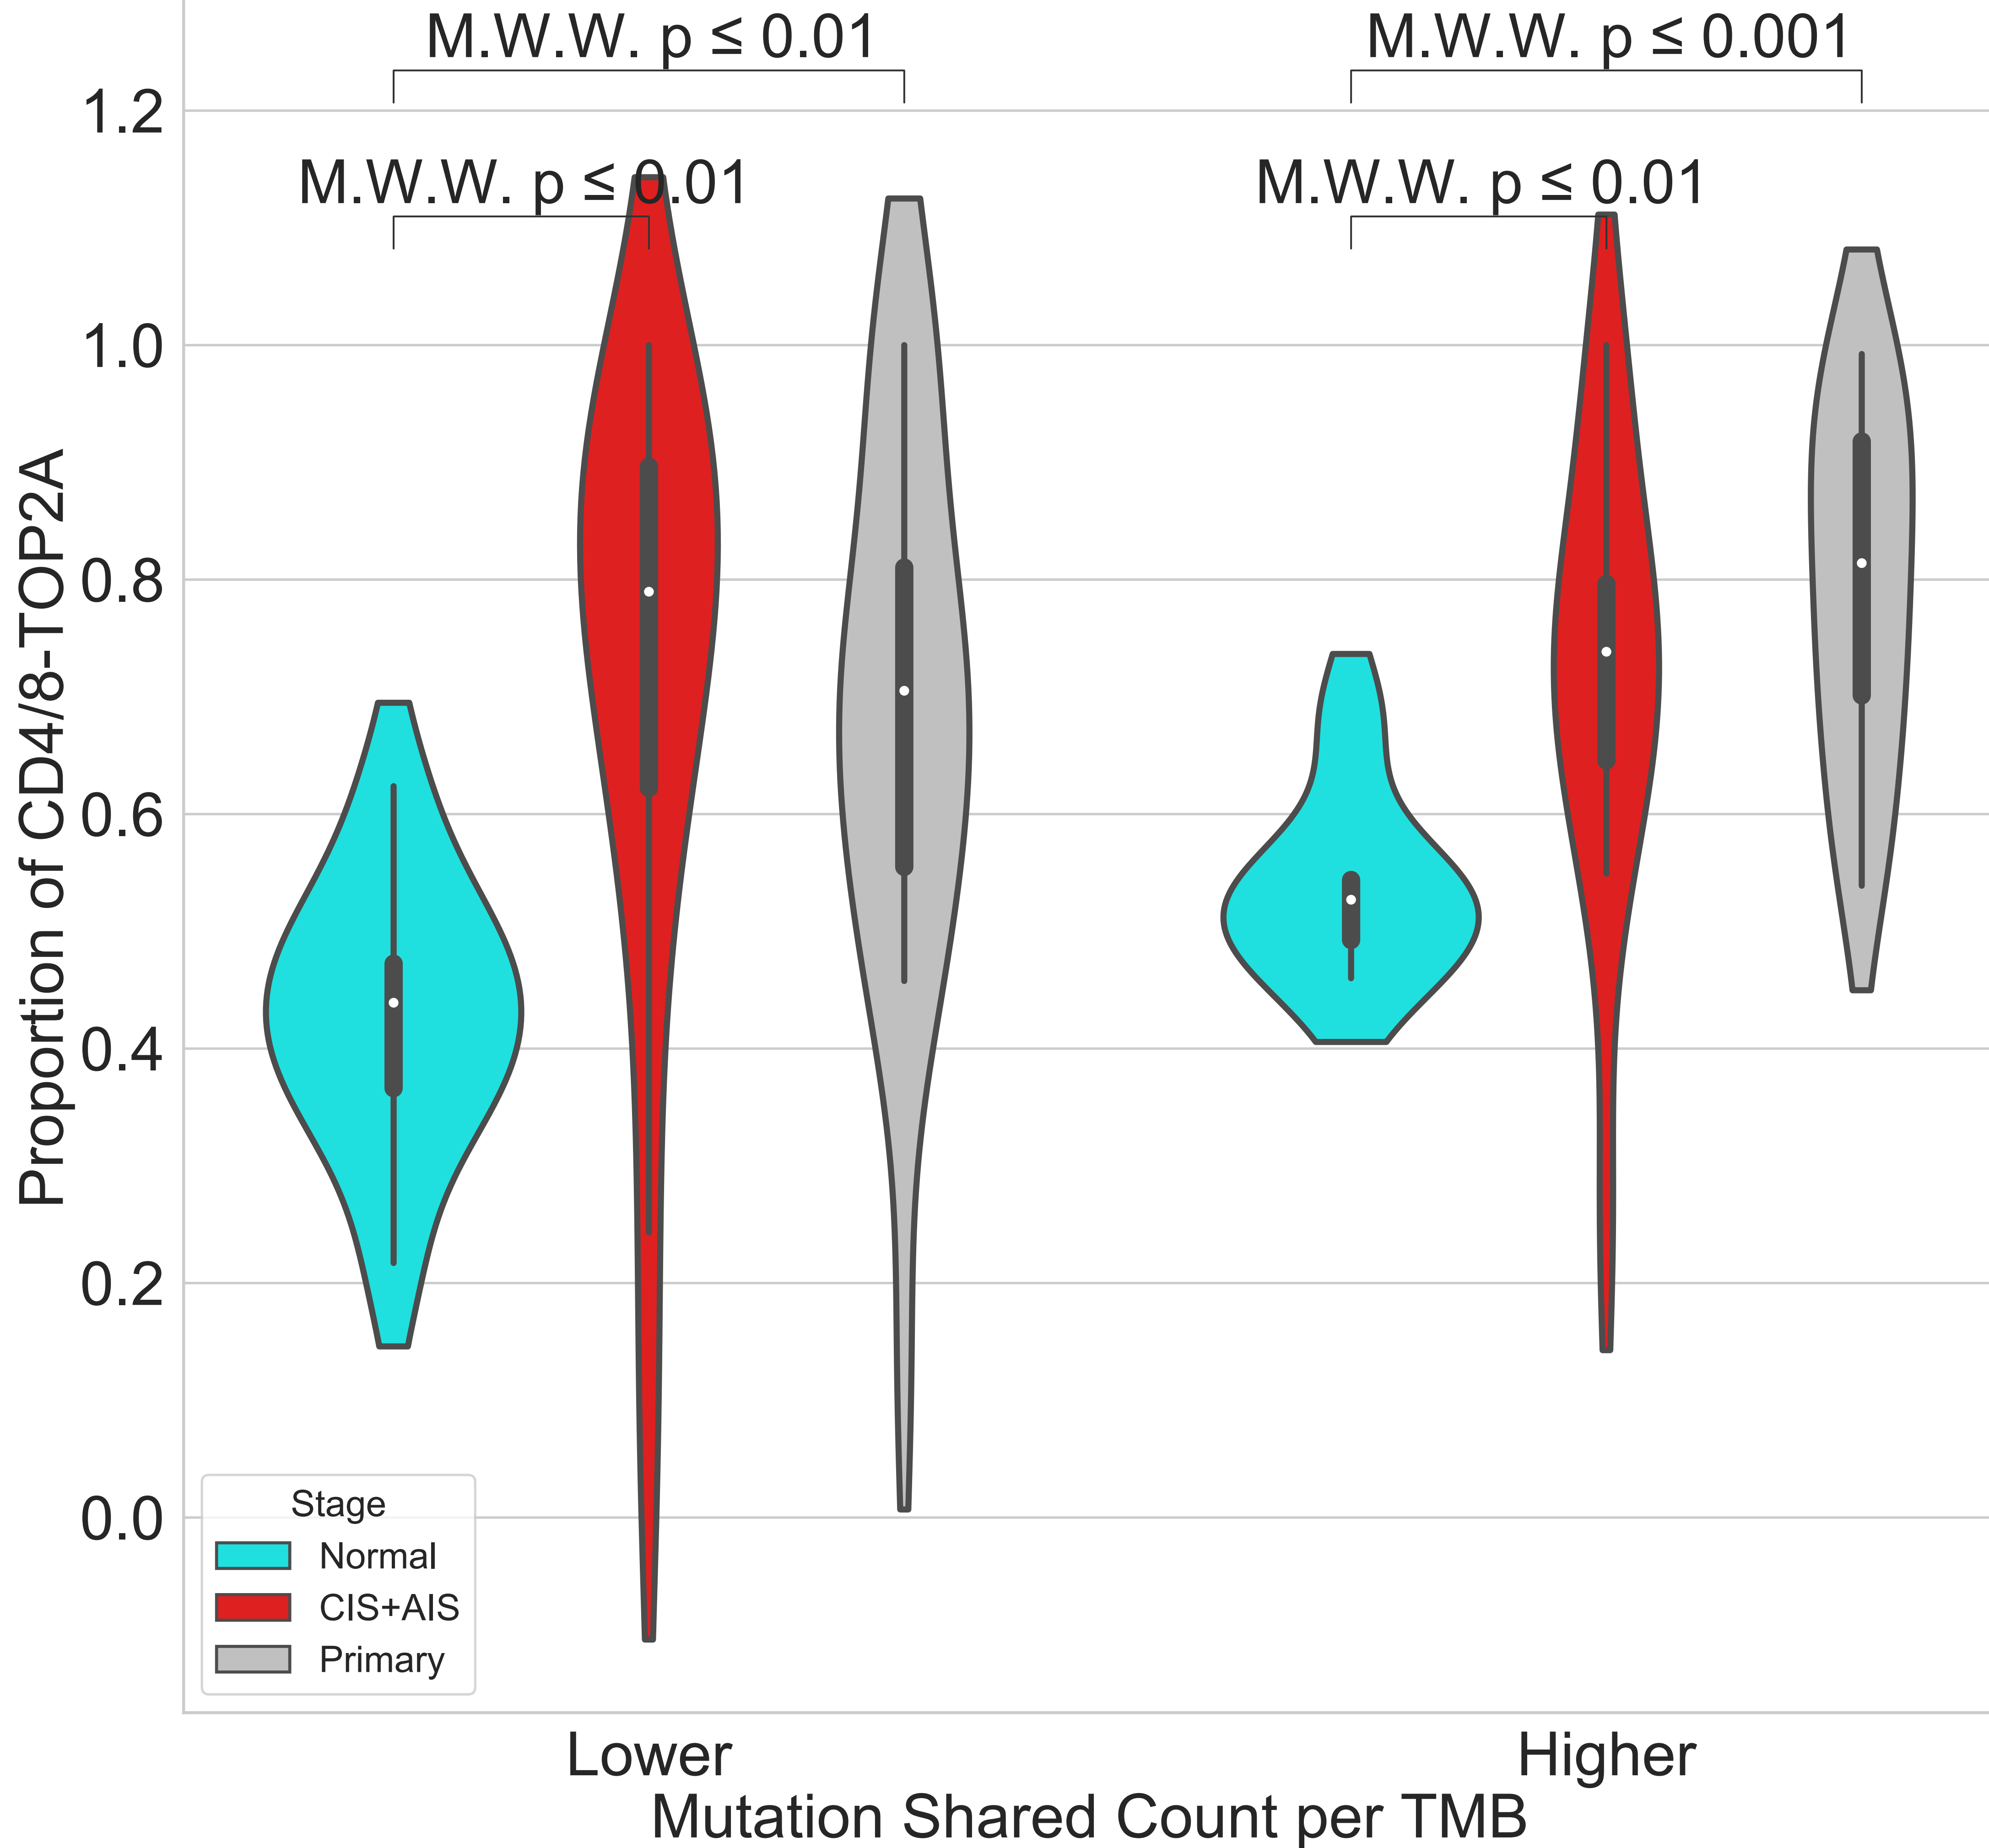 M.W.W. p ≤ 0.01
M.W.W. p ≤ 0.001
M.W.W. p ≤ 0.01
M.W.W. p ≤ 0.01
1.2
1.0
0.8
0.6
0.4
0.2
0.0
Proportion of CD4/8-TOP2A
Stage
Normal
CIS+AIS
Primary
Lower
Higher
Mutation Shared Count per TMB